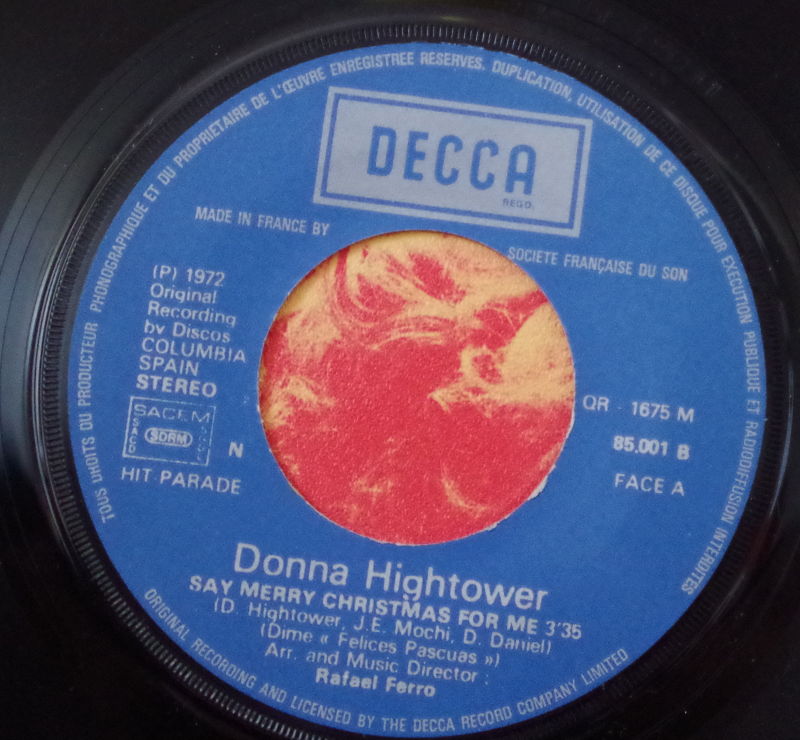 TOUS DROITS DU PRODUCTEUR PHONOGRAPHIQUE ET DU PROPRIETAIRE DE L'ŒUVRE ENREGISTREE RESERVES. DUPLICATION, UTILISATION DE CE DISQUE POUR EXECUTION PUBLIQUE ET RADIODIFFUSION INTERDITES
DECCA
REGD.
MADE IN FRANCE BY
SOCIETE FRANÇAISE DU SON
(P) 1972
Original
Recording
by Discos
COLUMBIA
SPAIN
STEREO
SACEM
SACD
SDRM
N
HIT PARADE
QR - 1675 M
85.001 B
FACE A
Donna Hightower
SAY MERRY CHRISTMAS FOR ME 3'35
(D. Hightower, J.E. Mochi, D. Daniel)
(Dime « Felices Pascuas »)
Arr. and Music Director :
Rafael Ferro
ORIGINAL RECORDING AND LICENSED BY THE DECCA RECORD COMPANY LIMITED